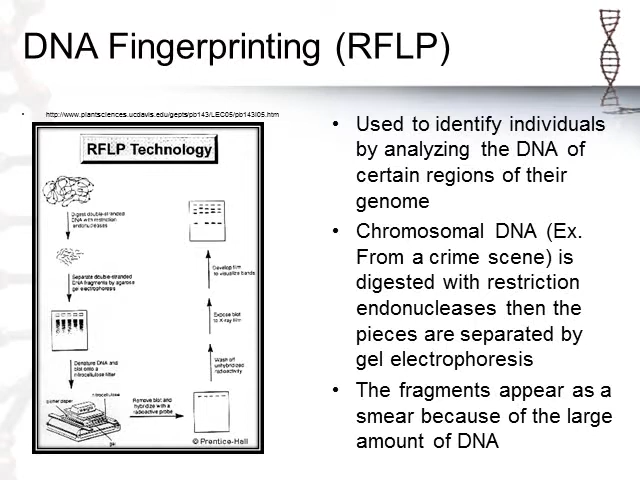 DNA Fingerprinting (RFLP)
• http://www.plantsciences.ucdavis.edu/gepts/pb143/LEC05/pb143l05.htm
RFLP Technology
Digest double-stranded
DNA with restriction
endonucleases
Separate double-stranded
DNA fragments by agarose
gel electrophoresis
Denature DNA and
blot onto a
nitrocellulose filter
blotter paper
nitrocellulose
gel
Remove blot and
hybridize with a
radioactive probe
Wash off
unhybridized
radioactivity
Expose blot
to X-ray film
Develop film
to visualize bands
© Prentice-Hall
• Used to identify individuals
by analyzing the DNA of
certain regions of their
genome
• Chromosomal DNA (Ex.
From a crime scene) is
digested with restriction
endonucleases then the
pieces are separated by
gel electrophoresis
• The fragments appear as a
smear because of the large
amount of DNA